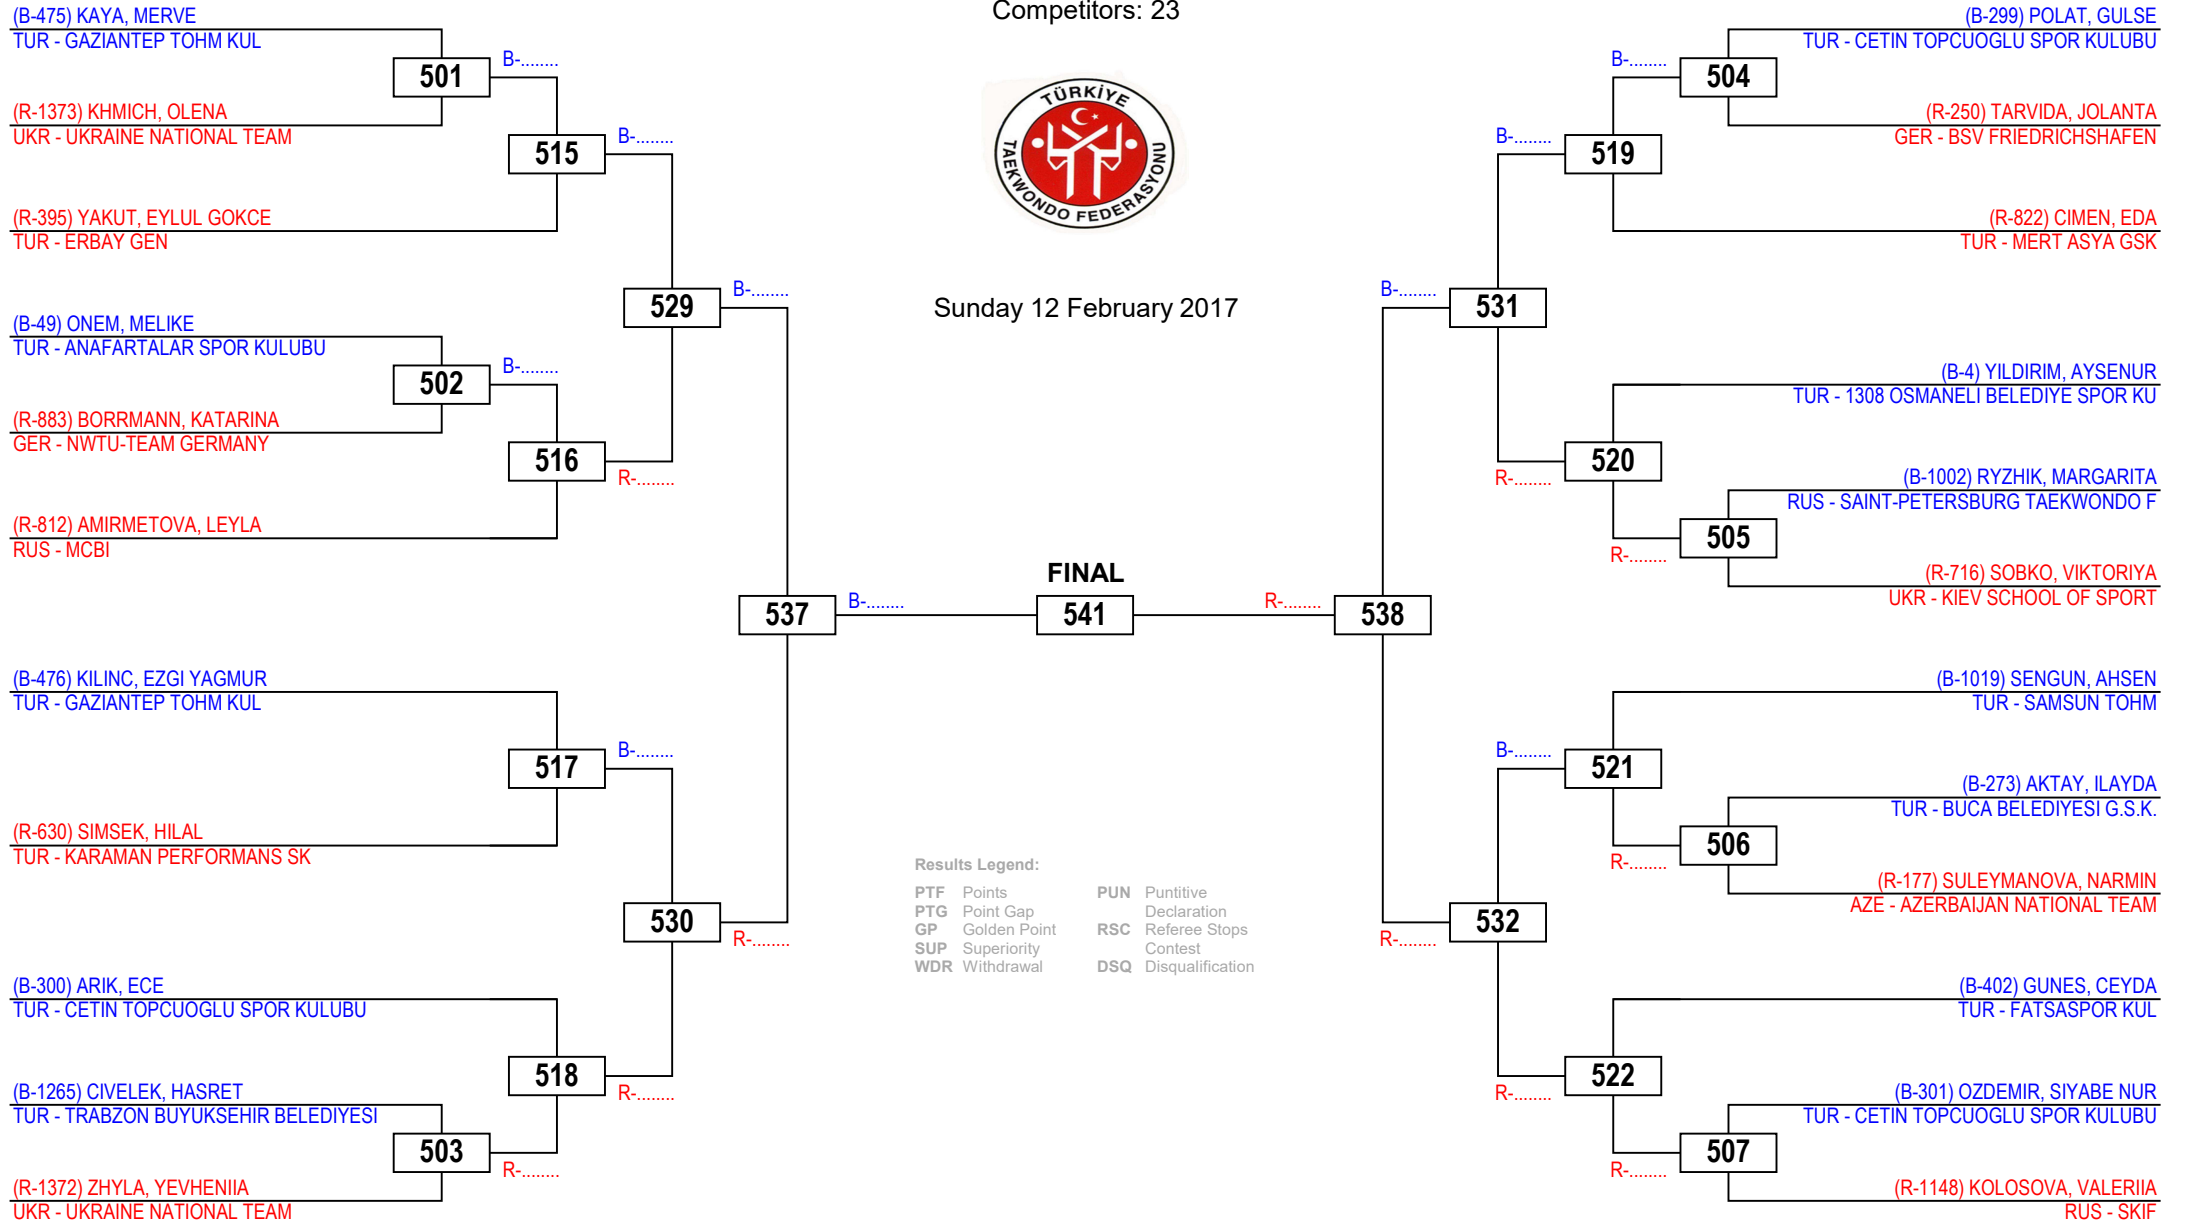 Competitors: 23
TÜRKİYE
TAEKWONDO FEDERASYONU
Sunday 12 February 2017
(B-475) KAYA, MERVE
TUR - GAZIANTEP TOHM KUL
501
B-........
(R-1373) KHMICH, OLENA
UKR - UKRAINE NATIONAL TEAM
515
B-........
(R-395) YAKUT, EYLUL GOKCE
TUR - ERBAY GEN
529
B-........
(B-49) ONEM, MELIKE
TUR - ANAFARTALAR SPOR KULUBU
502
B-........
(R-883) BORRMANN, KATARINA
GER - NWTU-TEAM GERMANY
516
R-........
(R-812) AMIRMETOVA, LEYLA
RUS - MCBI
537
B-........
(B-476) KILINC, EZGI YAGMUR
TUR - GAZIANTEP TOHM KUL
517
B-........
(R-630) SIMSEK, HILAL
TUR - KARAMAN PERFORMANS SK
530
R-........
(B-300) ARIK, ECE
TUR - CETIN TOPCUOGLU SPOR KULUBU
518
R-........
(B-1265) CIVELEK, HASRET
TUR - TRABZON BUYUKSEHIR BELEDIYESI
503
R-........
(R-1372) ZHYLA, YEVHENIIA
UKR - UKRAINE NATIONAL TEAM
FINAL
541
Results Legend:
PTF Points
PTG Point Gap
GP Golden Point
SUP Superiority
WDR Withdrawal
PUN Puntitive
Declaration
RSC Referee Stops
Contest
DSQ Disqualification
(B-299) POLAT, GULSE
TUR - CETIN TOPCUOGLU SPOR KULUBU
B-........
504
(R-250) TARVIDA, JOLANTA
GER - BSV FRIEDRICHSHAFEN
B-........
519
(R-822) CIMEN, EDA
TUR - MERT ASYA GSK
B-........
531
(B-4) YILDIRIM, AYSENUR
TUR - 1308 OSMANELI BELEDIYE SPOR KU
520
R-........
(B-1002) RYZHIK, MARGARITA
RUS - SAINT-PETERSBURG TAEKWONDO F
505
R-........
(R-716) SOBKO, VIKTORIYA
UKR - KIEV SCHOOL OF SPORT
R-........
538
(B-1019) SENGUN, AHSEN
TUR - SAMSUN TOHM
B-........
521
(B-273) AKTAY, ILAYDA
TUR - BUCA BELEDIYESI G.S.K.
506
R-........
(R-177) SULEYMANOVA, NARMIN
AZE - AZERBAIJAN NATIONAL TEAM
532
R-........
(B-402) GUNES, CEYDA
TUR - FATSASPOR KUL
522
R-........
(B-301) OZDEMIR, SIYABE NUR
TUR - CETIN TOPCUOGLU SPOR KULUBU
507
R-........
(R-1148) KOLOSOVA, VALERIIA
RUS - SKIF